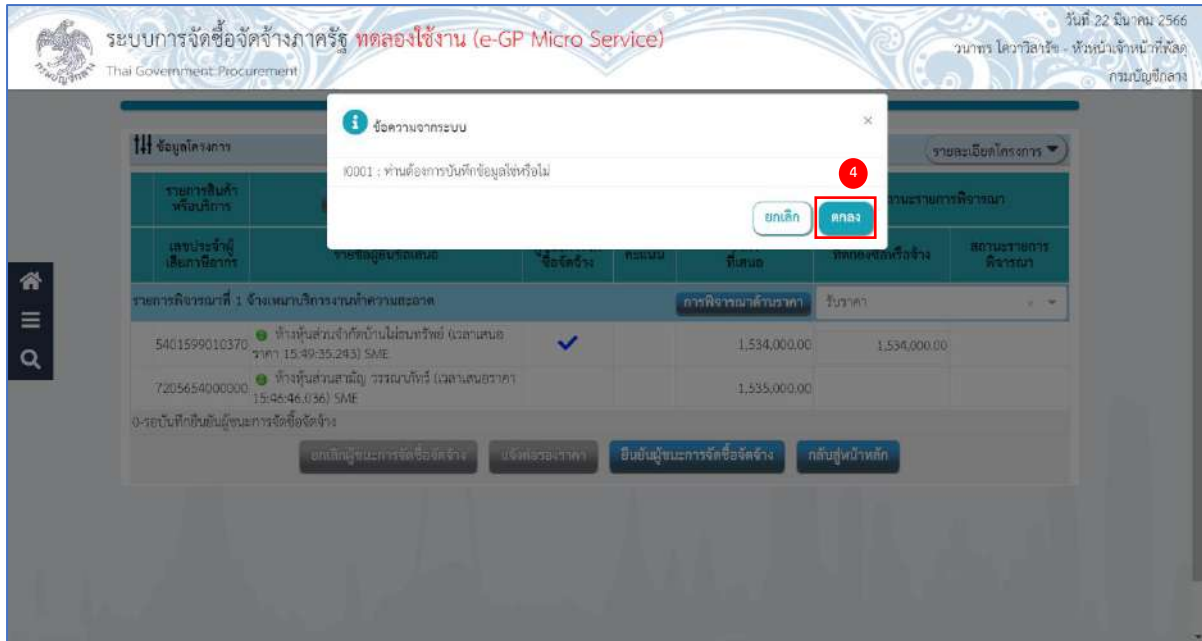 วันที่ 22 มีนาคม 2566
ระบบการจัดซื้อจัดจ้างภาครัฐ ทดลองใช้งาน (e-GP Micro Service)
วนาพร โควาวิสารัช - หัวหน้าเจ้าหน้าที่พัสดุ
Thai Government Procurement
กรมบัญชีกลาง
ข้อความจากระบบ
×
ข้อมูลโครงการ
รายละเอียดโครงการ
I0001 : ท่านต้องการบันทึกข้อมูลใช่หรือไม่
4
รายการสินค้า
หรือบริการ
สถานะรายการพิจารณา
ยกเลิก
ตกลง
เลขประจำตัวผู้
เสียภาษีอากร
รายชื่อผู้ยื่นข้อเสนอ
ซื้อจัดจ้าง
คะแนน
ที่เสนอ
ที่ตกลงซื้อหรือจ้าง
สถานะรายการ
พิจารณา
รายการพิจารณาที่ 1 จ้างเหมาบริการงานทำความสะอาด
การพิจารณาด้านราคา
รับราคา
5401599010370
ห้างหุ้นส่วนจำกัดบ้านไม่ธนทรัพย์ (เวลาเสนอ
ราคา 15:49:35.243) SME
1,534,000.00
1,534,000.00
7205654000000
ห้างหุ้นส่วนสามัญ วรรณาภัทร์ (เวลาเสนอราคา
15:46:46.036) SME
1,535,000.00
0-รอบันทึกยืนยันผู้ชนะการจัดซื้อจัดจ้าง
ยกเลิกผู้ชนะการจัดซื้อจัดจ้าง
แจ้งต่อรองราคา
ยืนยันผู้ชนะการจัดซื้อจัดจ้าง
กลับสู่หน้าหลัก